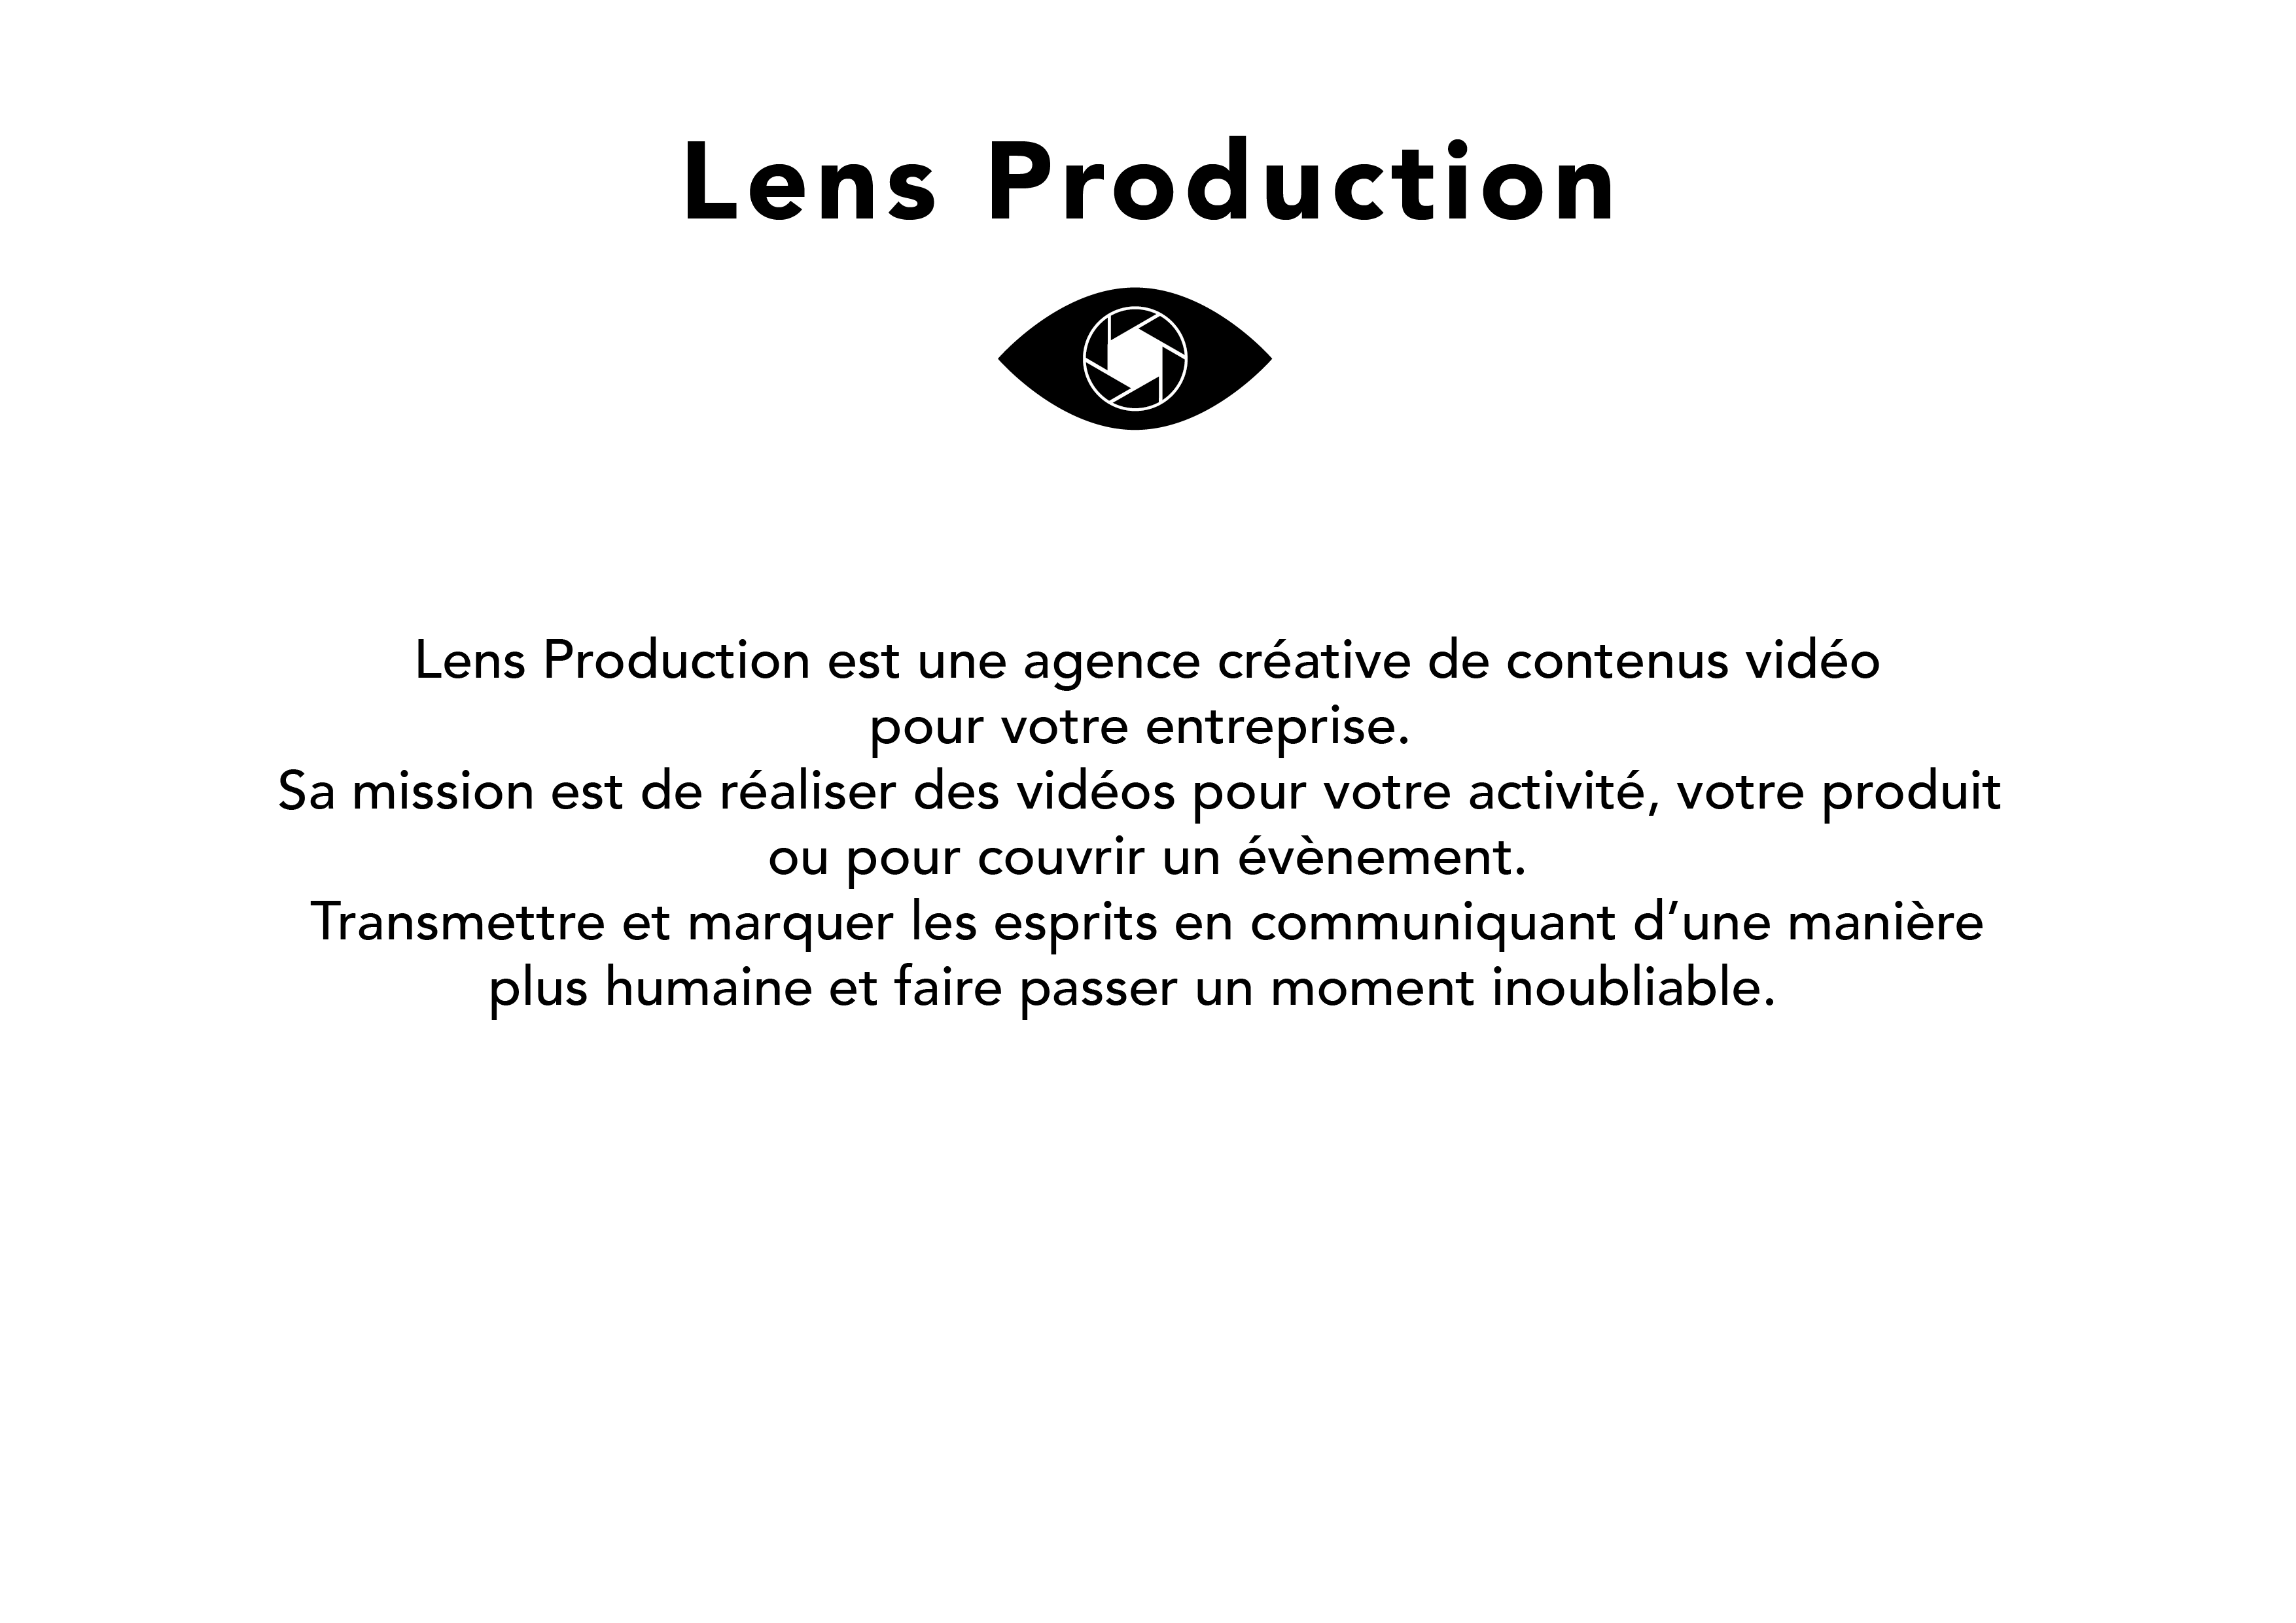 Lens Production
Lens Production est une agence créative de contenus vidéo
pour votre entreprise.
Sa mission est de réaliser des vidéos pour votre activité, votre produit
ou pour couvrir un évènement.
Transmettre et marquer les esprits en communiquant d’une manière
plus humaine et faire passer un moment inoubliable.